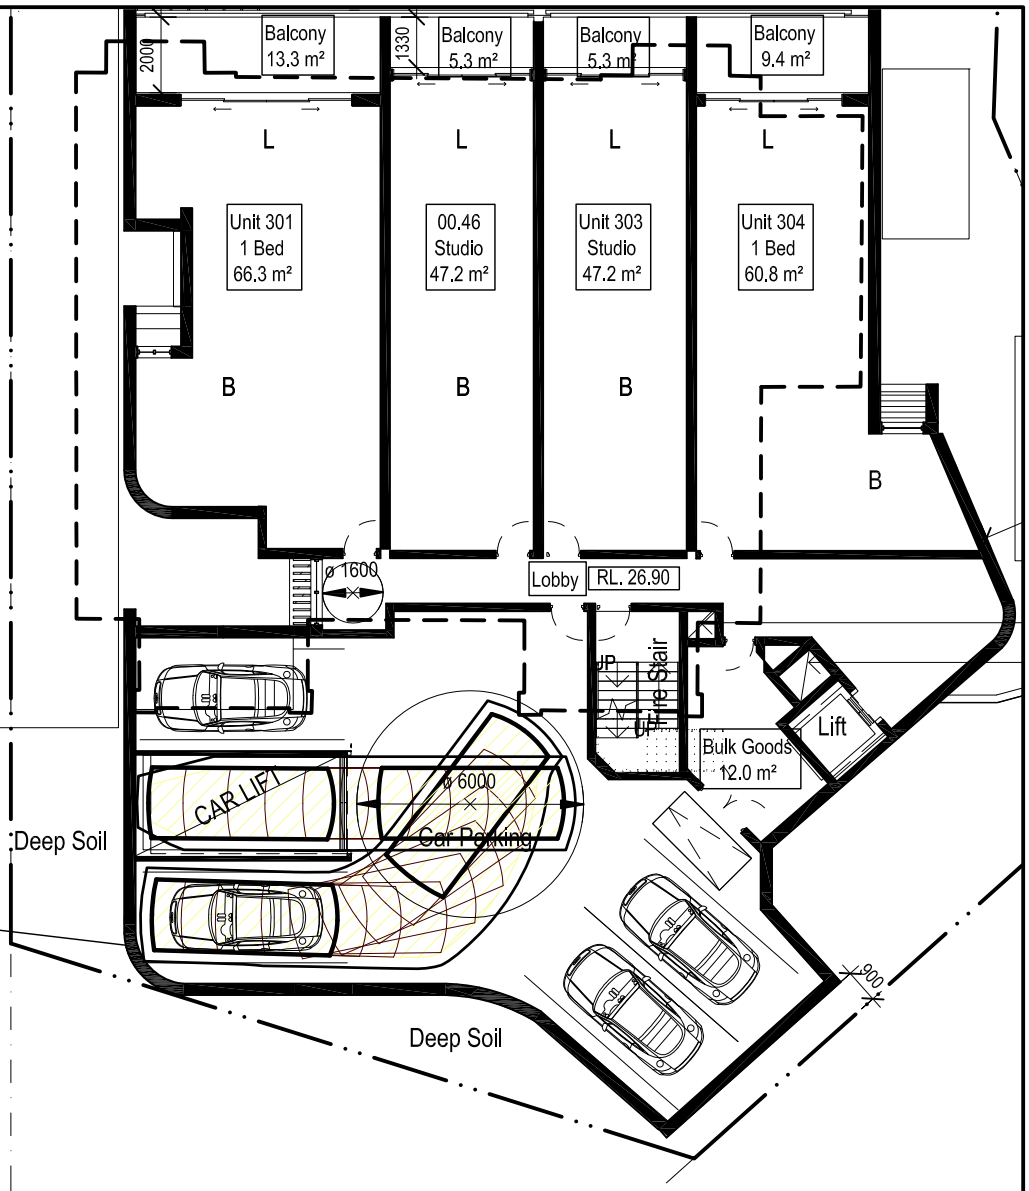 2000
Balcony
13.3 m²
1330
Balcony
5.3 m²
Balcony
5.3 m²
Balcony
9.4 m²
L
L
L
L
Unit 301
1 Bed
66.3 m²
00.46
Studio
47.2 m²
Unit 303
Studio
47.2 m²
Unit 304
1 Bed
60.8 m²
B
B
B
B
ø 1600
Lobby
RL. 26.90
UP
Fire Stair
UP
Lift
Bulk Goods
12.0 m²
CAR LIFT
ø 6000
Car Parking
Deep Soil
900
Deep Soil